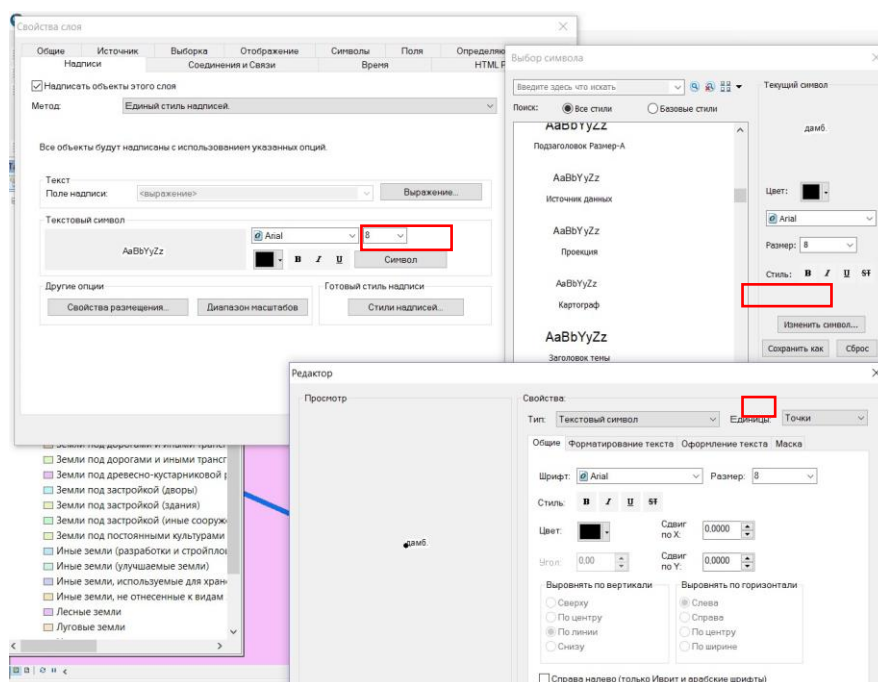 Свойства слоя
Общие Источник Выборка Отображение Символы Поля
Надписи Соединения и Связи Время HTML
Надписать объекты этого слоя
Метод: Единый стиль надписей.
Все объекты будут надписаны с использованием указанных опций.
Текст
Поле надписи: <выражение> Выражение...
Текстовый символ
AaBbYyZz
Arial 8
B I U Символ
Другие опции
Свойства размещения... Диапазон масштабов
Готовый стиль надписи
Стили надписей...
Выбор символа
Введите здесь что искать
Поиск: Все стили Базовые стили
AaBbYyZz
Подзаголовок Размер-A
AaBbYyZz
Источник данных
AaBbYyZz
Проекция
AaBbYyZz
Картограф
AaBbYyZz
Заголовок темы
Текущий символ
дамб.
Цвет:
Arial
Размер: 8
Стиль: B I U ST
Изменить символ...
Сохранить как Сброс
Редактор
Просмотр
дамб.
Свойства:
Тип: Текстовый символ Единицы: Точки
Общие Форматирование текста Оформление текста Маска
Шрифт: Arial Размер: 8
Стиль: B I U ST
Цвет: Сдвиг по X: 0.0000
Угол: 0.00 Сдвиг по Y: 0.0000
Выровнять по вертикали
Сверху
По центру
По линии
Снизу
Выровнять по горизонтали
Слева
Справа
По центру
По ширине
Справа налево (только Иврит и арабские шрифты)
Земли под дорогами и иными
Земли под дорогами и иными
Земли под древесно-кустарниковой
Земли под застройкой (дворы)
Земли под застройкой (здания)
Земли под застройкой (иные
Земли под постоянными культурами
Иные земли (разработки и
Иные земли (улучшаемые земли)
Иные земли, используемые для
Иные земли, не отнесенные к видам
Лесные земли
Луговые земли